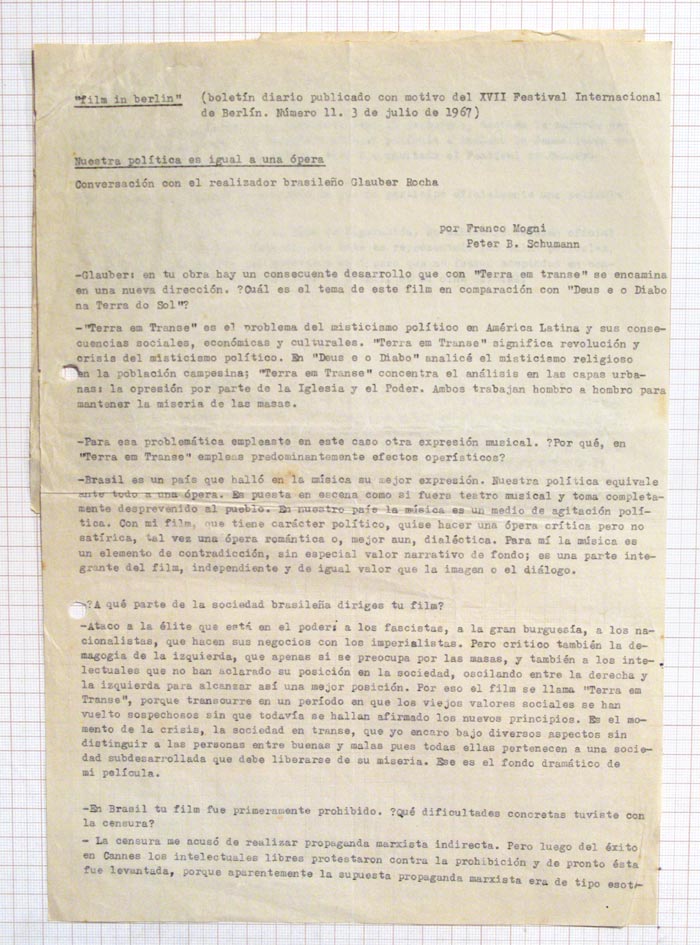 "film in berlin" (boletín diario publicado con motivo del XVII Festival Internacional
de Berlín. Número 11. 3 de julio de 1967)
Nuestra política es igual a una ópera
Conversación con el realizador brasileño Glauber Rocha
por Franco Mogni
Peter B. Schumann
-Glauber: en tu obra hay un consecuente desarrollo que con "Terra em transe" se encamina
en una nueva dirección. ?Cuál es el tema de este film en comparación con "Deus e o Diabo
na Terra do Sol"?
-"Terra em Transe" es el problema del misticismo político en América Latina y sus conse-
cuencias sociales, económicas y culturales. "Terra em Transe" significa revolución y
crisis del misticismo político. En "Deus e o Diabo" analicé el misticismo religioso
en la población campesina; "Terra em Transe" concentra el análisis en las capas urba-
nas: la opresión por parte de la Iglesia y el Poder. Ambos trabajan hombro a hombro para
mantener la miseria de las masas.
-Para esa problemática empleaste en este caso otra expresión musical. ?Por qué, en
"Terra em Transe" empleas predominantemente efectos operísticos?
-Brasil es un país que halló en la música su mejor expresión. Nuestra política equivale
ante todo a una ópera. Es puesta en escena como si fuera teatro musical y toma completa-
mente desprevenido al pueblo. En nuestro país la música es un medio de agitación polí-
tica. Con mi film, que tiene carácter político, quise hacer una ópera crítica pero no
satírica, tal vez una ópera romántica o, mejor aun, dialéctica. Para mí la música es
un elemento de contradicción, sin especial valor narrativo de fondo; es una parte inte-
grante del film, independiente y de igual valor que la imagen o el diálogo.
-?A qué parte de la sociedad brasileña diriges tu film?
-Ataco a la élite que está en el poder: a los fascistas, a la gran burguesía, a los na-
cionalistas, que hacen sus negocios con los imperialistas. Pero critico también la de-
magogia de la izquierda, que apenas si se preocupa por las masas, y también a los inte-
lectuales que no han aclarado su posición en la sociedad, oscilando entre la derecha y
la izquierda para alcanzar así una mejor posición. Por eso el film se llama "Terra em
Transe", porque transcurre en un período en que los viejos valores sociales se han
vuelto sospechosos sin que todavía se hallan afirmado los nuevos principios. Es el mo-
mento de la crisis, la sociedad en transe, que yo encaro bajo diversos aspectos sin
distinguir a las personas entre buenas y malas pues todas ellas pertenecen a una socie-
dad subdesarrollada que debe liberarse de su miseria. Ese es el fondo dramático de
mi película.
-En Brasil tu film fue primeramente prohibido. ?Qué dificultades concretas tuviste con
la censura?
- La censura me acusó de realizar propaganda marxista indirecta. Pero luego del éxito
en Cannes los intelectuales libres protestaron contra la prohibición y de pronto ésta
fue levantada, porque aparentemente la supuesta propaganda marxista era de tipo esoté-